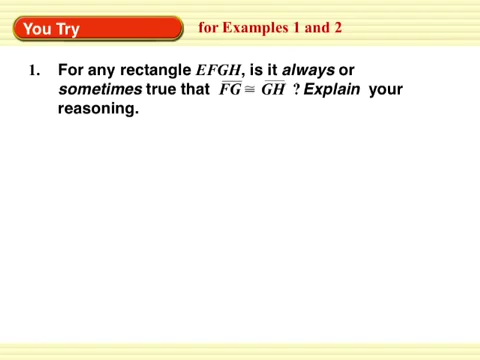 You Try
for Examples 1 and 2
1. For any rectangle EFGH, is it always or
sometimes true that FG ≅ GH ? Explain your
reasoning.